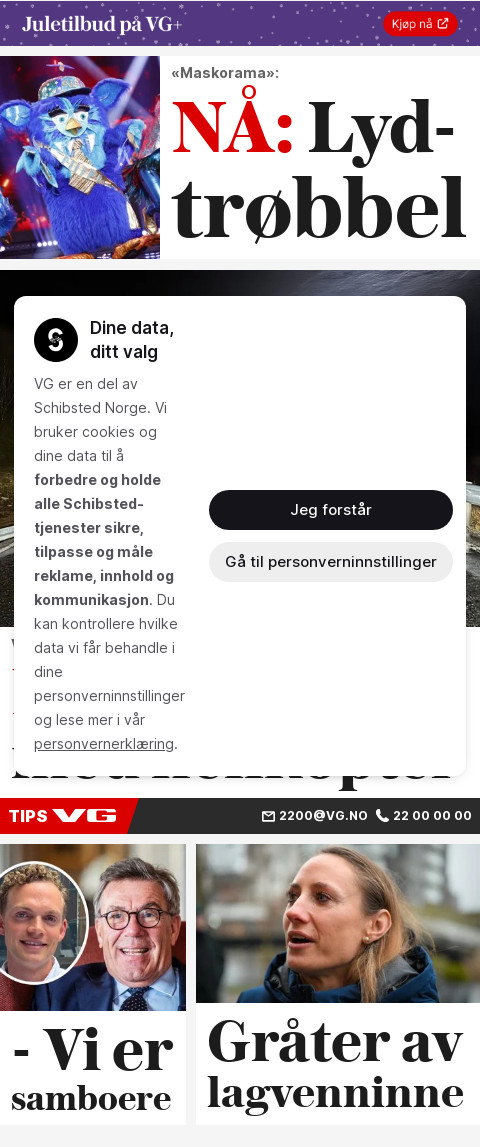 Juletilbud på VG+
Kjøp nå
«Maskorama»:
NÅ: Lyd-
trøbbel
Dine data,
ditt valg
VG er en del av
Schibsted Norge. Vi
bruker cookies og
dine data til å
forbedre og holde
alle Schibsted-
tjenester sikre,
tilpasse og måle
reklame, innhold og
kommunikasjon. Du
kan kontrollere hvilke
data vi får behandle i
dine
personverninnstillinger
og lese mer i vår
personvernerklæring.
Jeg forstår
Gå til personverninnstillinger
TIPS VG
2200@VG.NO 22 00 00 00
- Vi er
samboere
Gråter av
lagvenninne